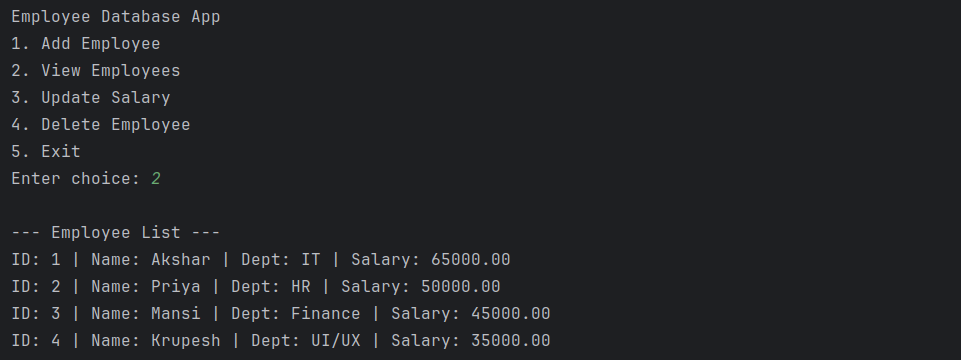 Employee Database App
1. Add Employee
2. View Employees
3. Update Salary
4. Delete Employee
5. Exit
Enter choice: 2
--- Employee List ---
ID: 1 | Name: Akshar | Dept: IT | Salary: 65000.00
ID: 2 | Name: Priya | Dept: HR | Salary: 50000.00
ID: 3 | Name: Mansi | Dept: Finance | Salary: 45000.00
ID: 4 | Name: Krupesh | Dept: UI/UX | Salary: 35000.00